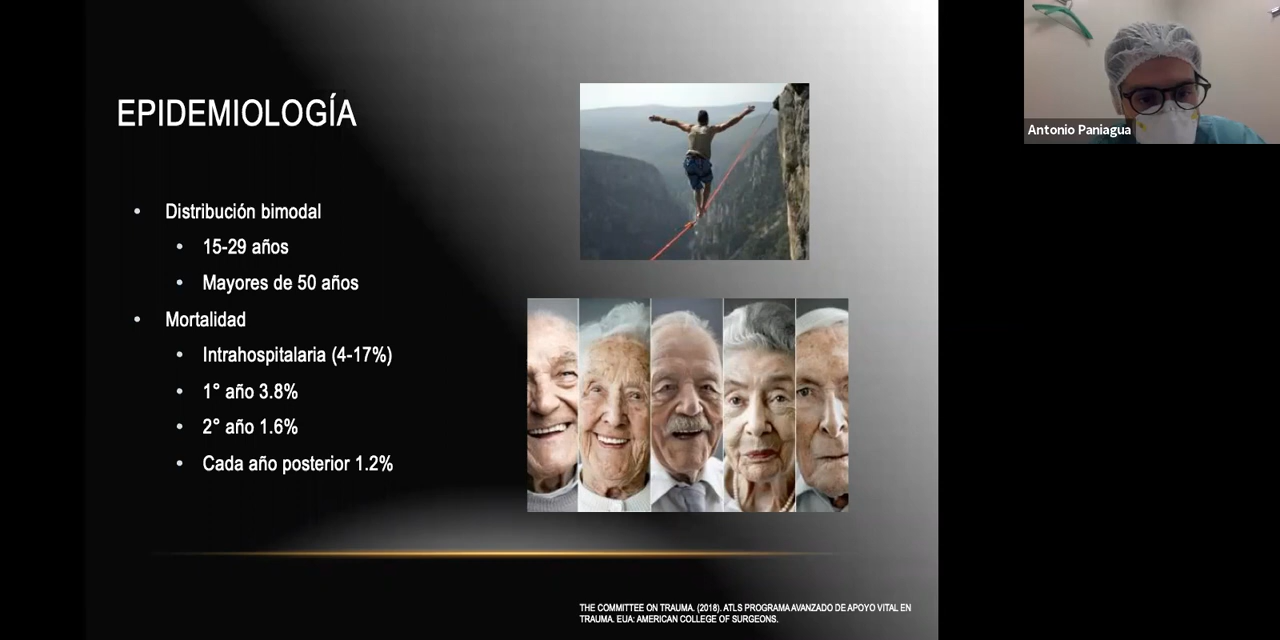 EPIDEMIOLOGÍA
• Distribución bimodal
• 15-29 años
• Mayores de 50 años
• Mortalidad
• Intrahospitalaria (4-17%)
• 1° año 3.8%
• 2° año 1.6%
• Cada año posterior 1.2%
THE COMMITTEE ON TRAUMA. (2018). ATLS PROGRAMA AVANZADO DE APOYO VITAL EN
TRAUMA. EUA: AMERICAN COLLEGE OF SURGEONS.
Antonio Paniagua